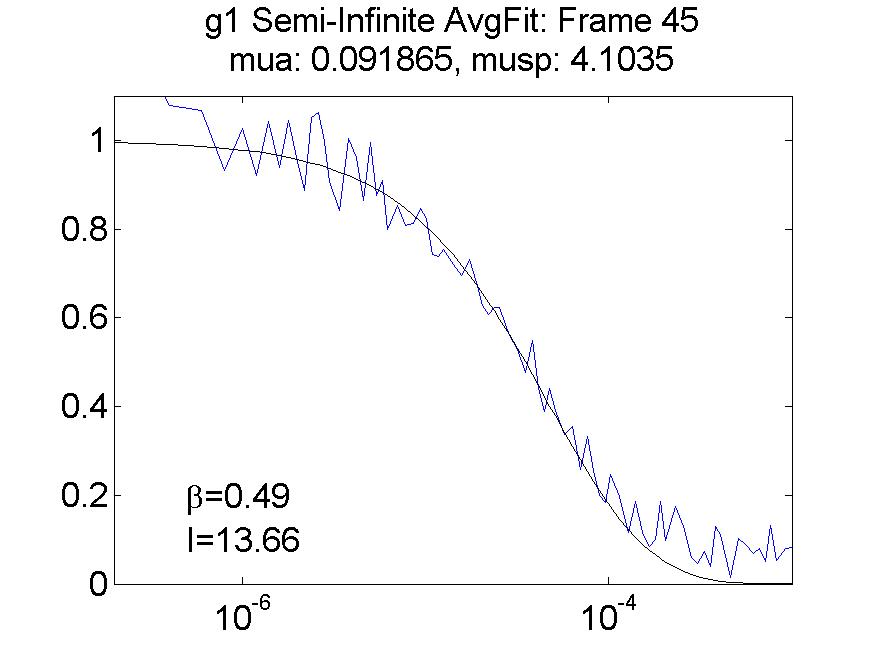 g1 Semi-Infinite AvgFit: Frame 45
mua: 0.091865, musp: 4.1035
1
0.8
0.6
0.4
0.2
0
β=0.49
I=13.66
10^-6
10^-4